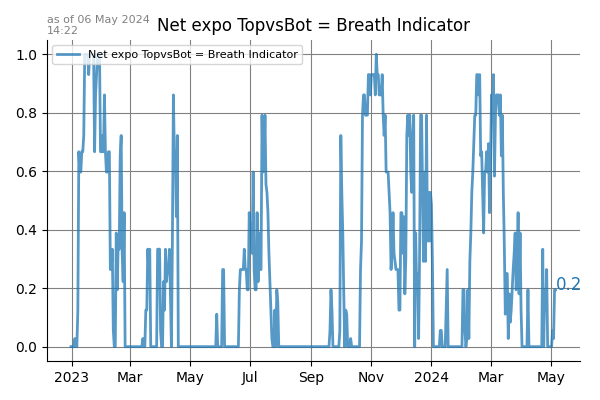 as of 06 May 2024
14:22
Net expo TopvsBot = Breath Indicator
Net expo TopvsBot = Breath Indicator
1.0
0.8
0.6
0.4
0.2
0.0
0.2
2023 Mar May Jul Sep Nov 2024 Mar May